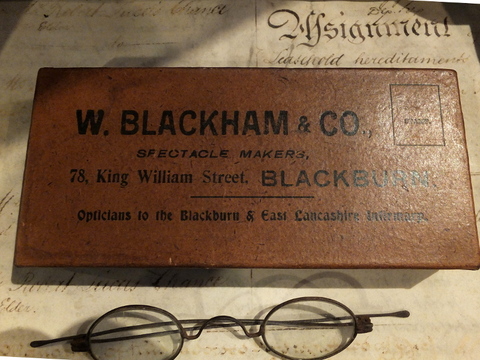 Assignment
Leasehold hereditaments
W. BLACKHAM & CO.,
SPECTACLE MAKERS,
78, King William Street, BLACKBURN.
Opticians to the Blackburn & East Lancashire Infirmary.
Elder.